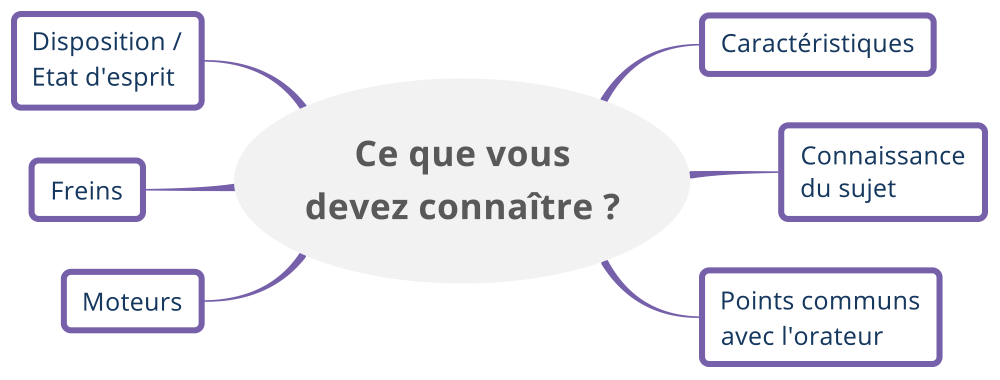 Disposition /
Etat d'esprit
Freins
Moteurs
Ce que vous
devez connaître ?
Caractéristiques
Connaissance
du sujet
Points communs
avec l'orateur